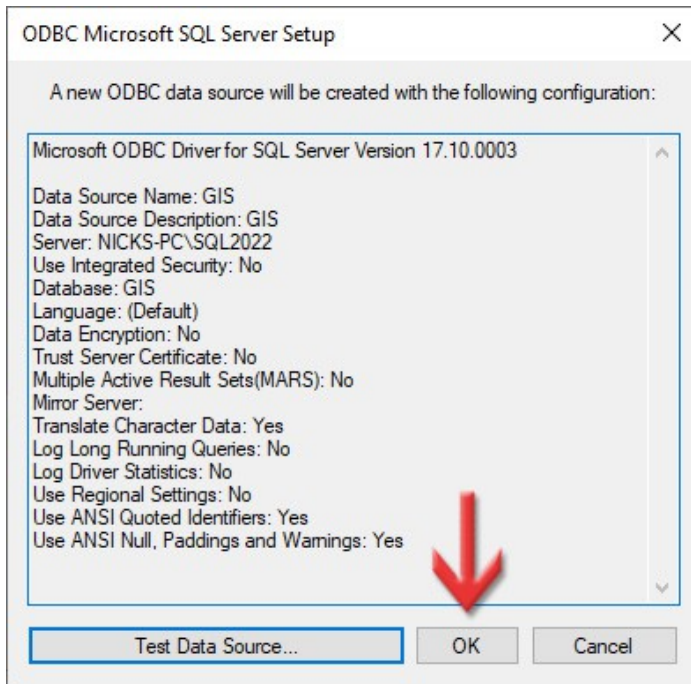 ODBC Microsoft SQL Server Setup
A new ODBC data source will be created with the following configuration:
Microsoft ODBC Driver for SQL Server Version 17.10.0003
Data Source Name: GIS
Data Source Description: GIS
Server: NICKS-PC\SQL2022
Use Integrated Security: No
Database: GIS
Language: (Default)
Data Encryption: No
Trust Server Certificate: No
Multiple Active Result Sets(MARS): No
Mirror Server:
Translate Character Data: Yes
Log Long Running Queries: No
Log Driver Statistics: No
Use Regional Settings: No
Use ANSI Quoted Identifiers: Yes
Use ANSI Null, Paddings and Warnings: Yes
Test Data Source... OK Cancel